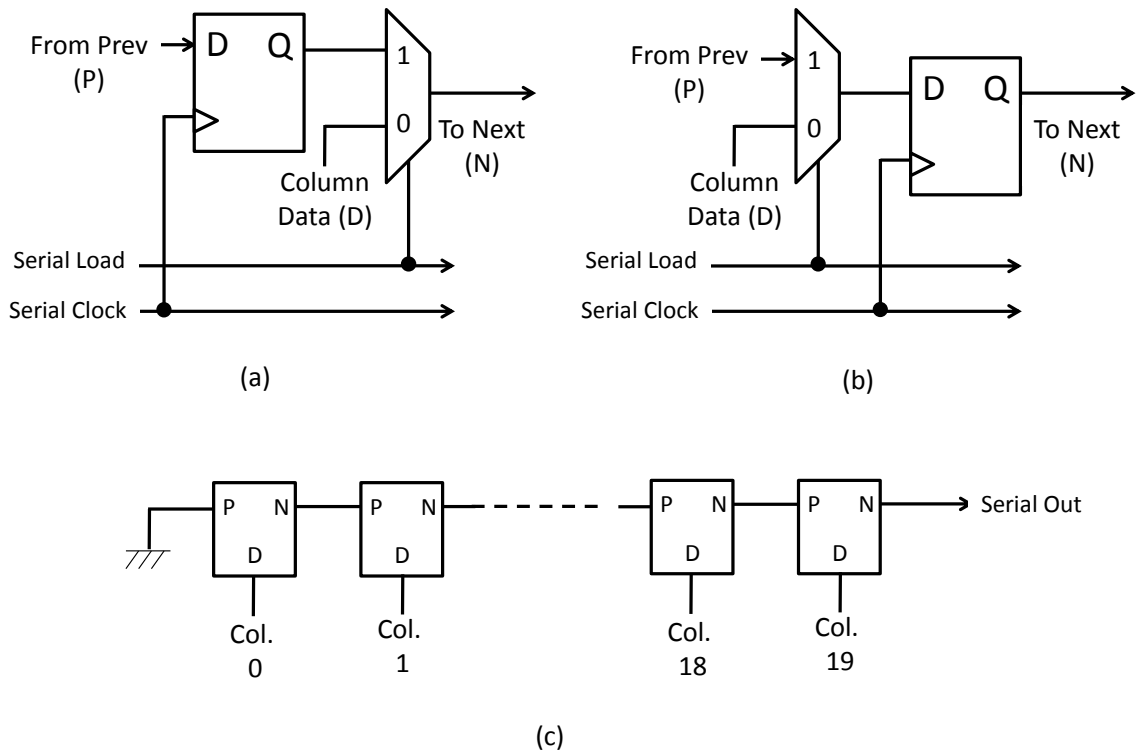 From Prev
(P)
D Q
1
0
Column
Data (D)
To Next
(N)
Serial Load
Serial Clock
(a)
From Prev
(P)
1
0
Column
Data (D)
D Q
To Next
(N)
Serial Load
Serial Clock
(b)
P N
D
Col.
0
P N
D
Col.
1
P N
D
Col.
18
P N
D
Col.
19
Serial Out
(c)